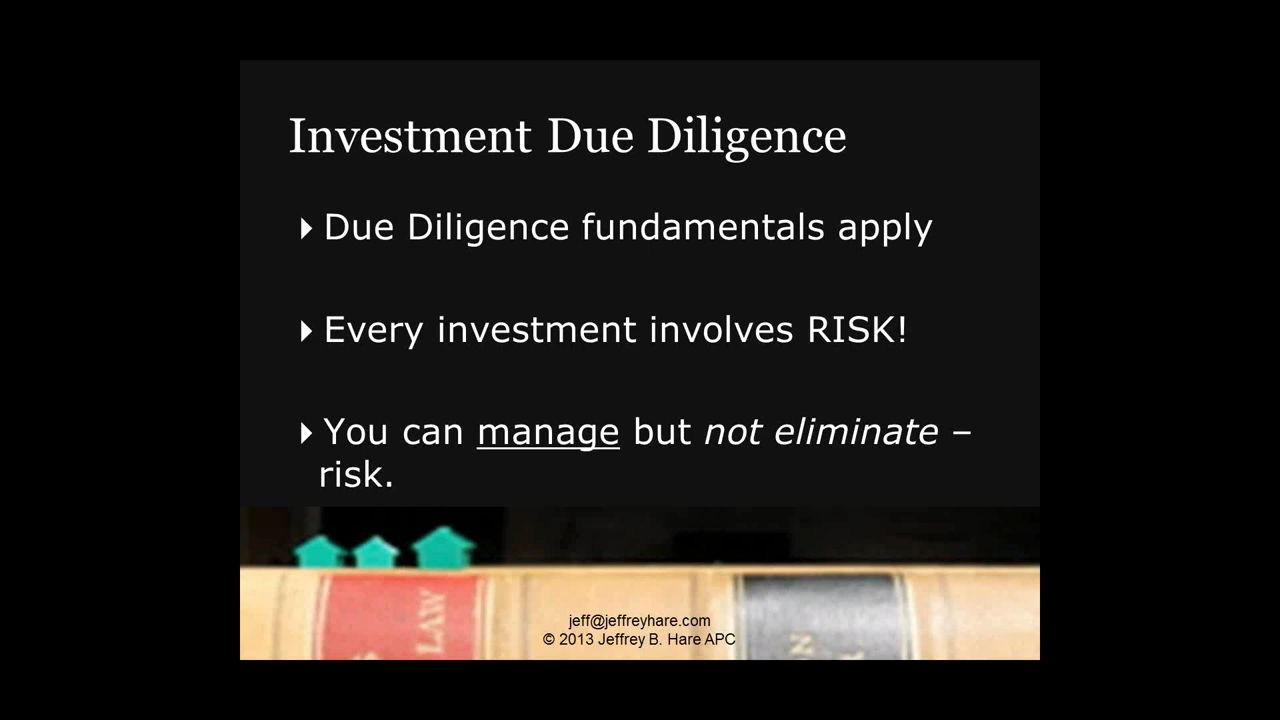 Investment Due Diligence
Due Diligence fundamentals apply
Every investment involves RISK!
You can manage but not eliminate –
risk.
LAW
jeff@jeffreyhare.com
© 2013 Jeffrey B. Hare APC